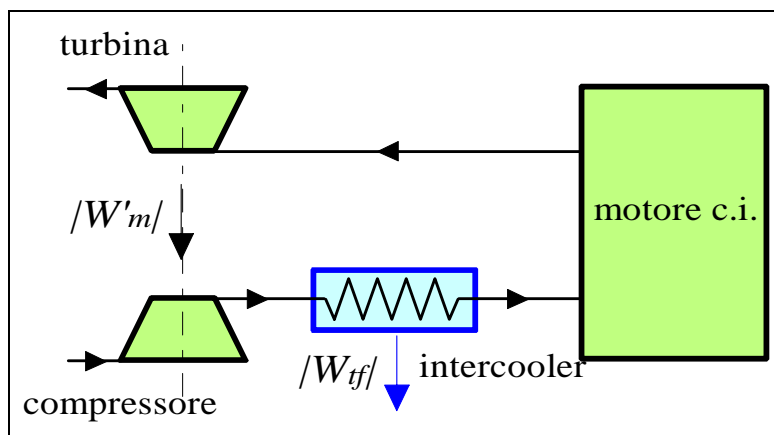 turbina
motore c.i.
/W'm/
/Wtf/
intercooler
compressore